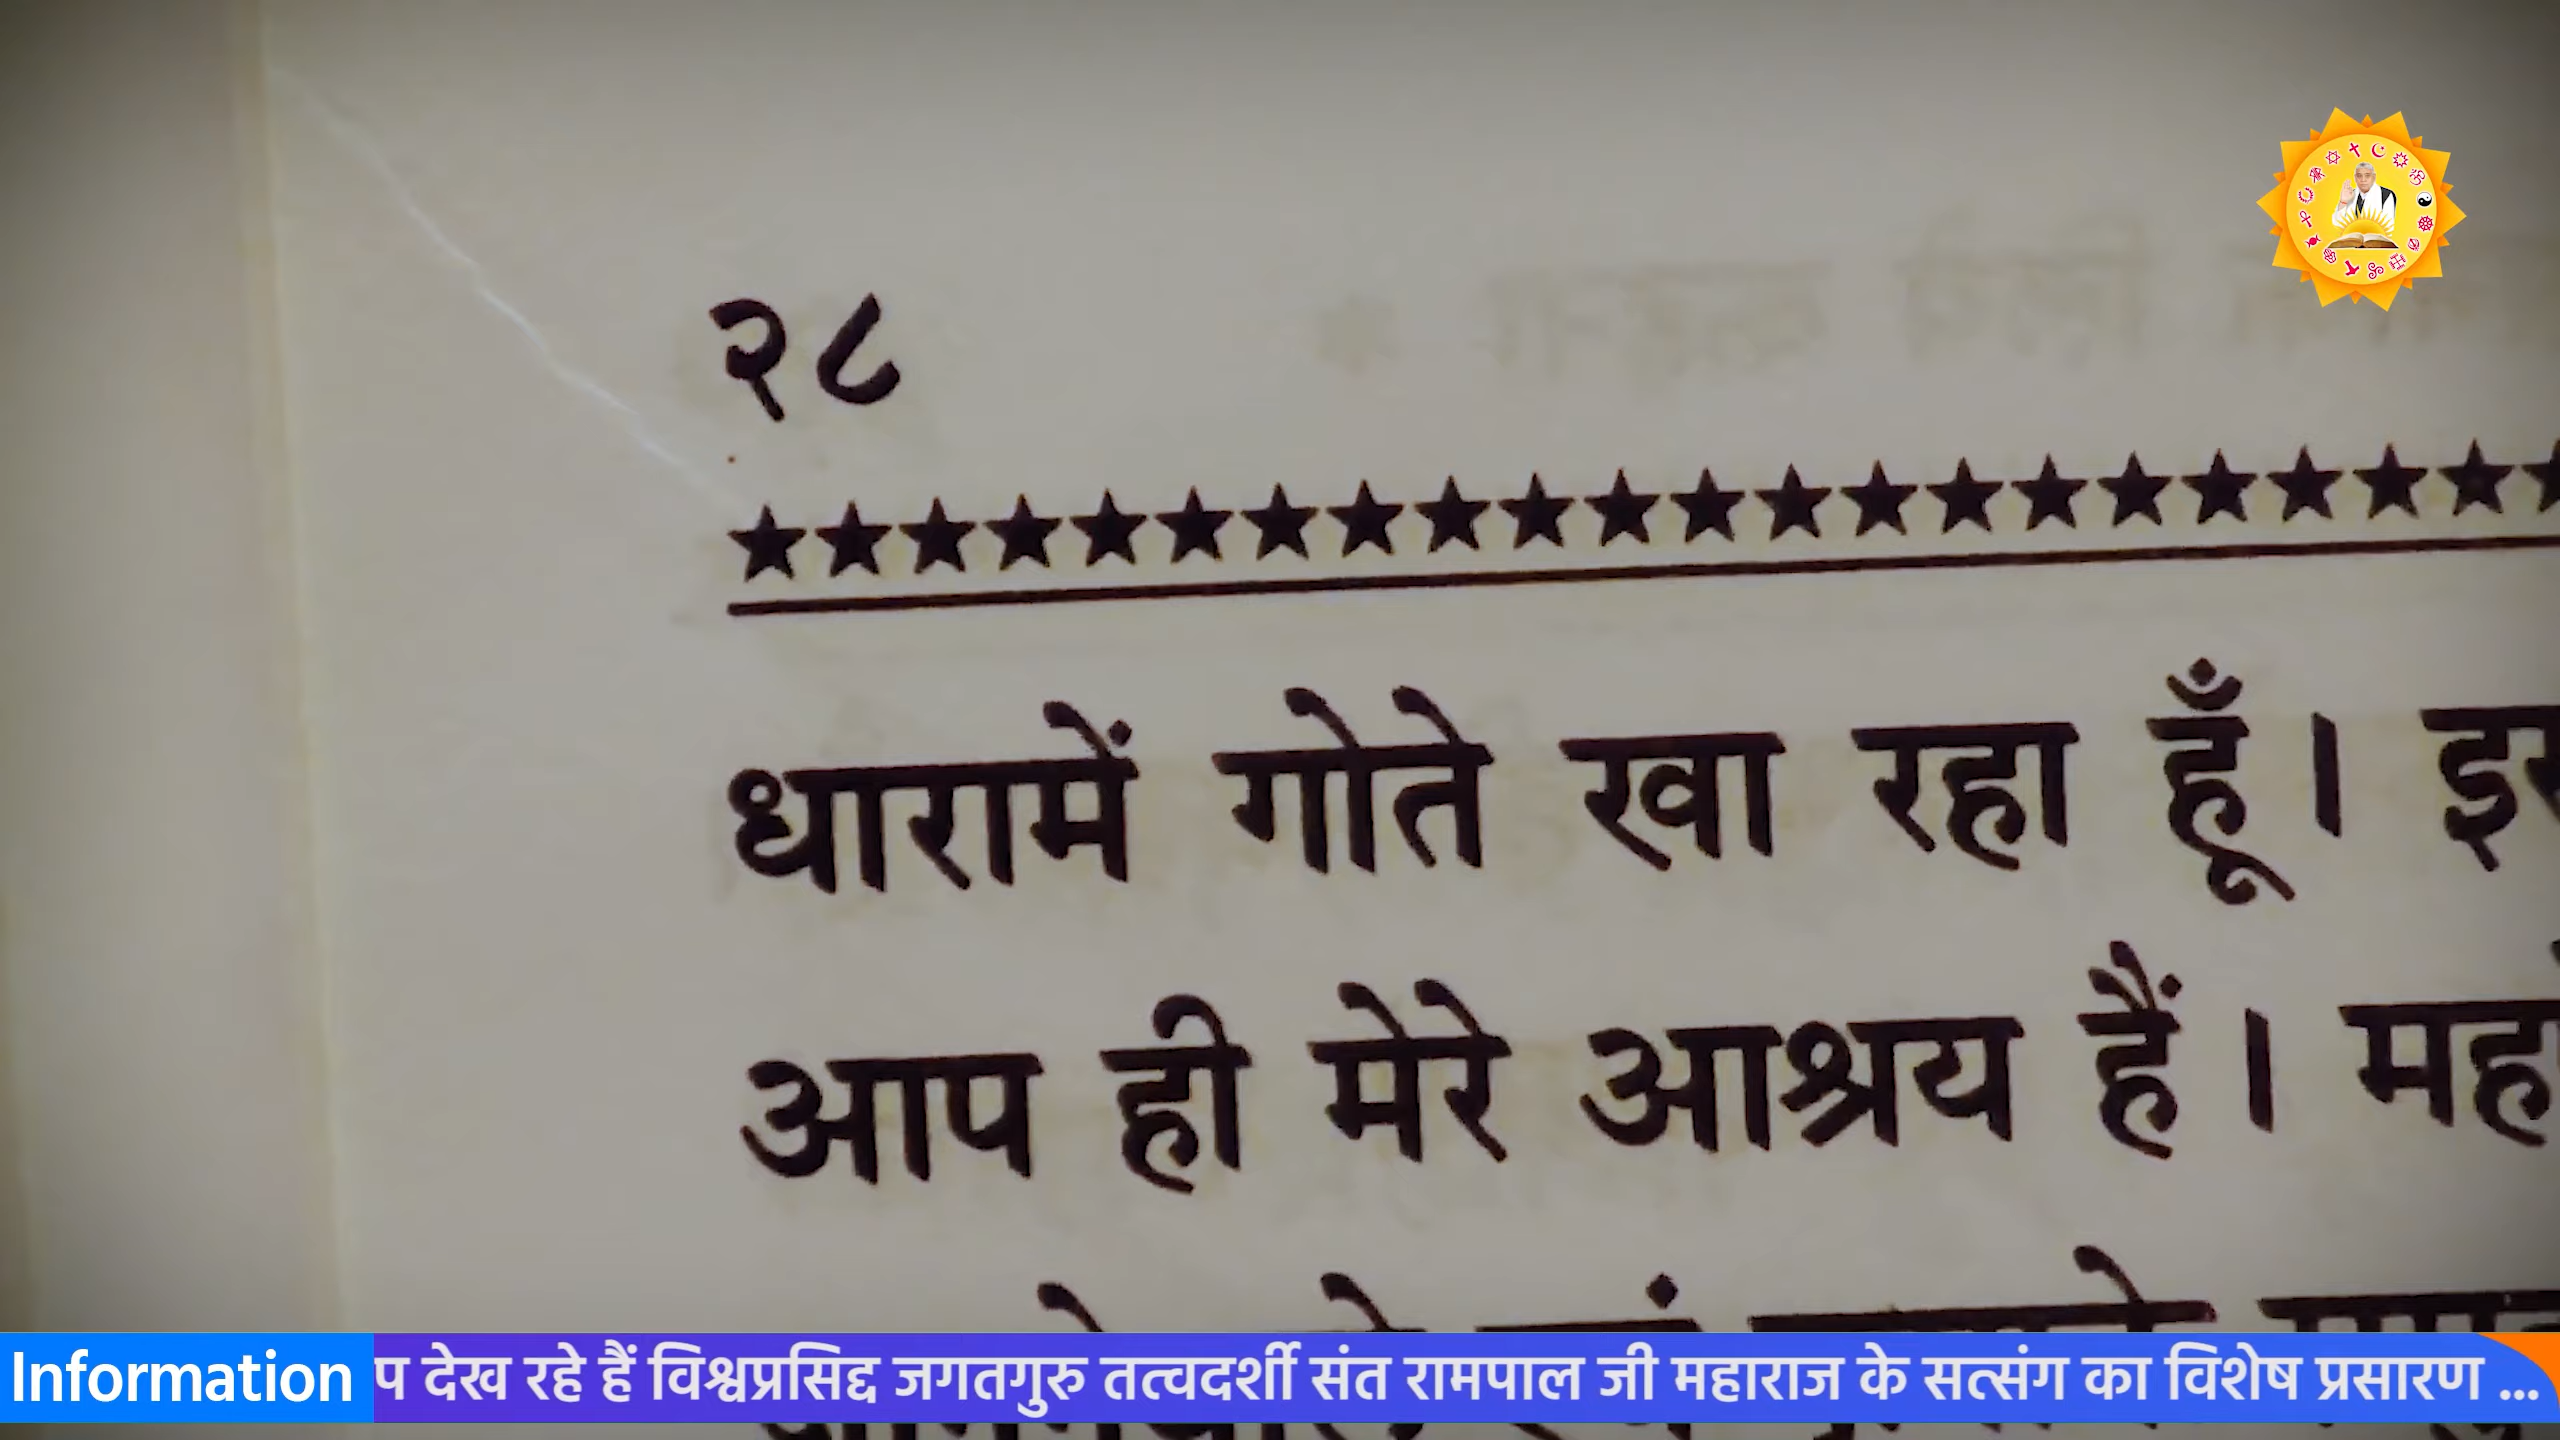 २८
★★★★★★★★★★★★★★★★★★★★★★
धारामें गोते खा रहा हूँ।
आप ही मेरे आश्रय हैं।
Information
देख रहे हैं विश्वप्रसिद्द जगतगुरु तत्वदर्शी संत रामपाल जी महाराज के सत्संग का विशेष प्रसारण ...